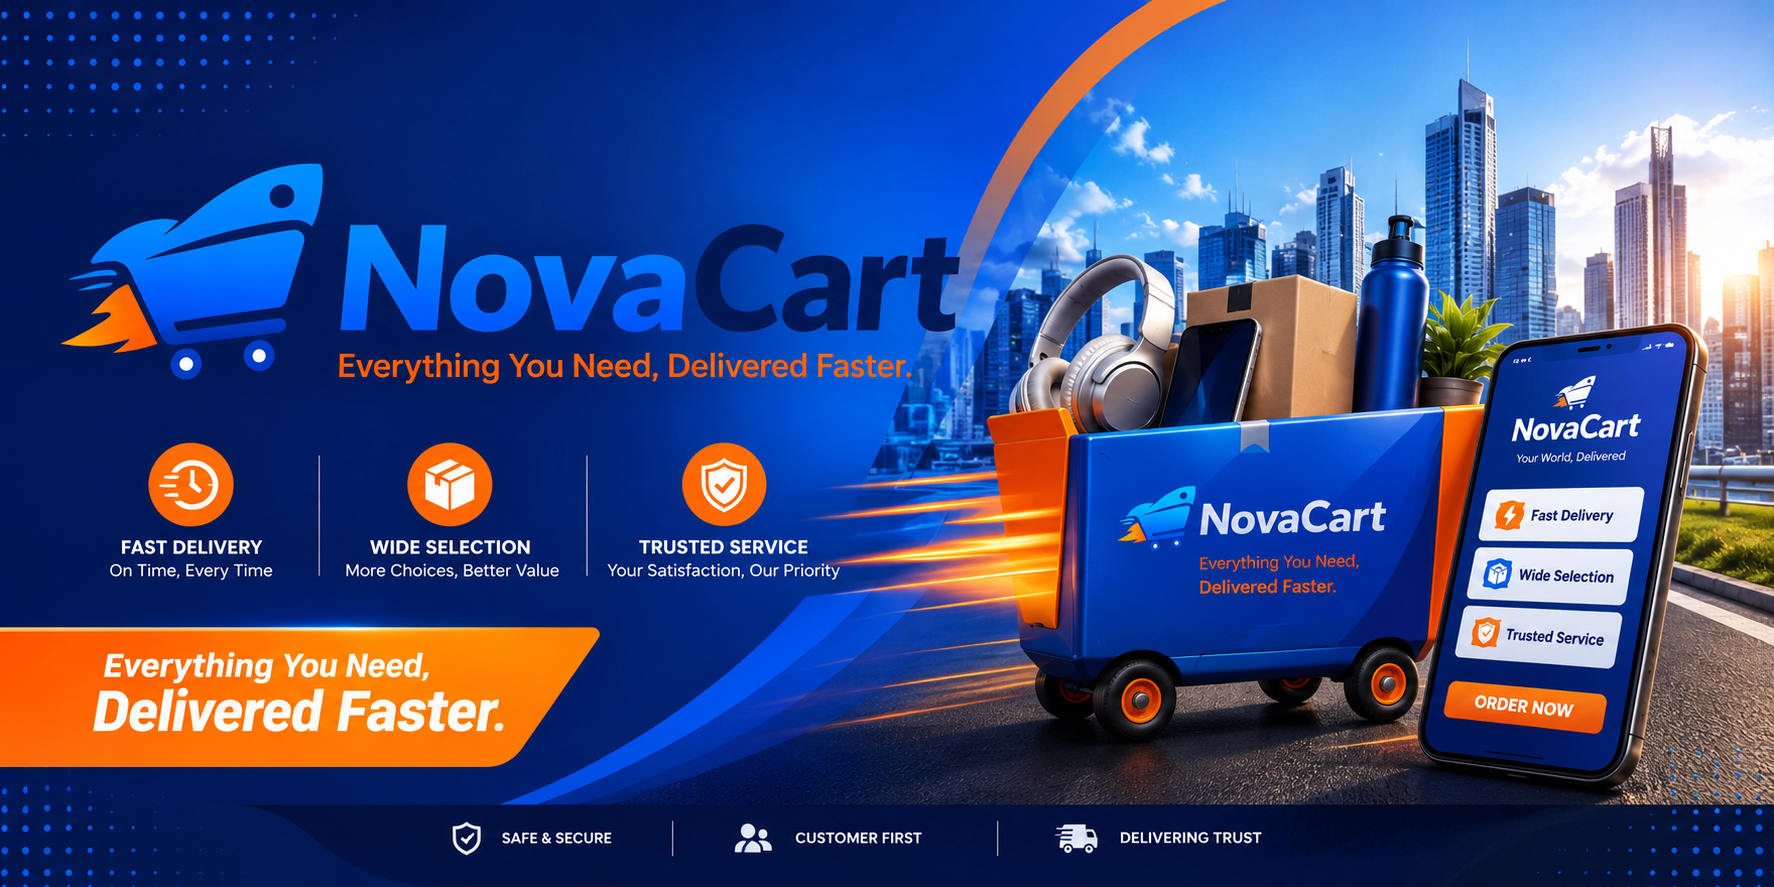 NovaCart
Everything You Need, Delivered Faster.
FAST DELIVERY
On Time, Every Time
WIDE SELECTION
More Choices, Better Value
TRUSTED SERVICE
Your Satisfaction, Our Priority
Everything You Need,
Delivered Faster.
NovaCart
Everything You Need,
Delivered Faster.
NovaCart
Your World, Delivered
Fast Delivery
Wide Selection
Trusted Service
ORDER NOW
SAFE & SECURE
CUSTOMER FIRST
DELIVERING TRUST